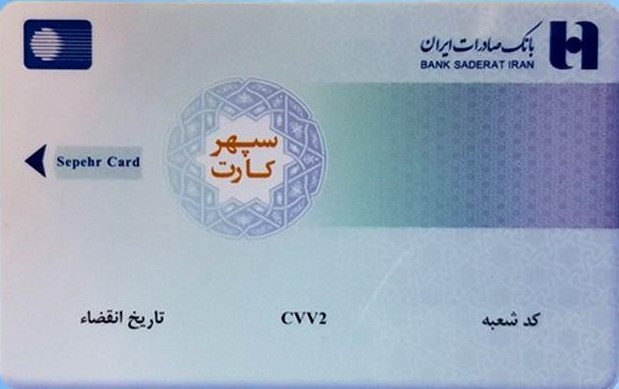 بانک صادرات ایران
BANK SADERAT IRAN
سپهر
کارت
Sepehr Card
کد شعبه
CVV2
تاریخ انقضاء